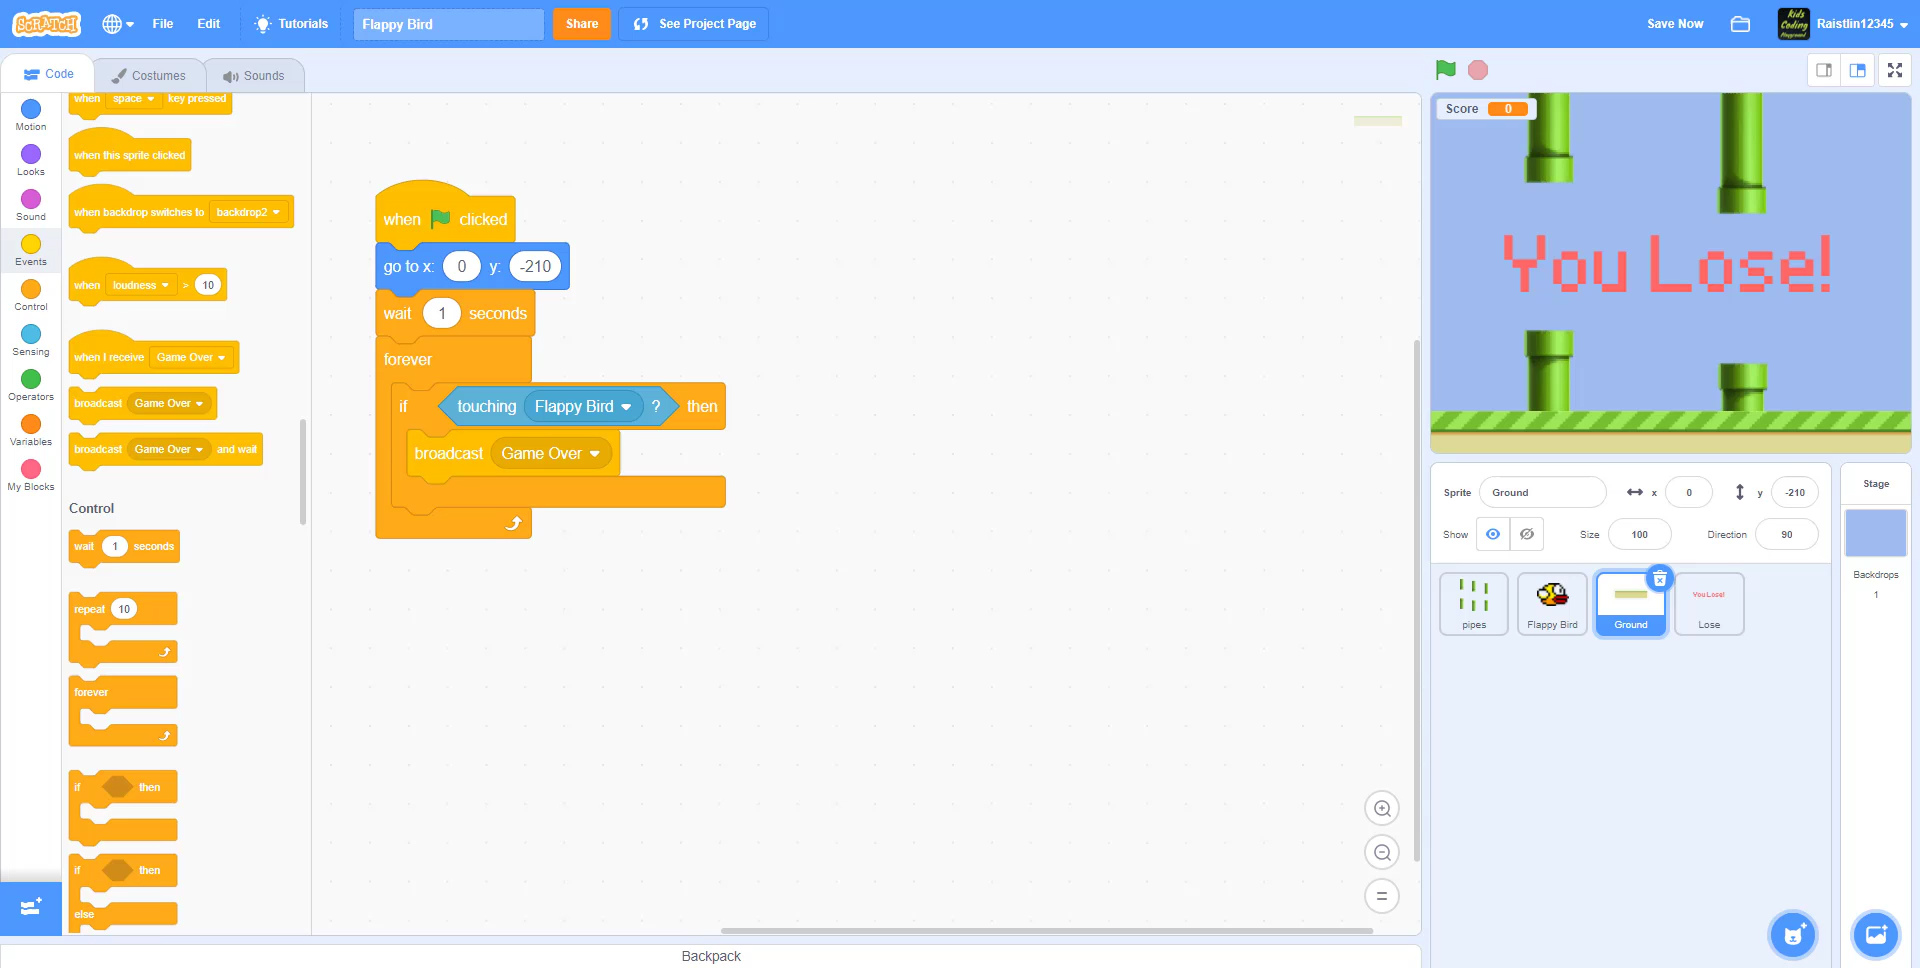 SCRATCH
File
Edit
Tutorials
Flappy Bird
Share
See Project Page
Save Now
Kids
Coding
Playground
Raistlin12345
Code
Costumes
Sounds
Motion
Looks
Sound
Events
Control
Sensing
Operators
Variables
My Blocks
when space key pressed
when this sprite clicked
when backdrop switches to backdrop2
when loudness > 10
when I receive Game Over
broadcast Game Over
broadcast Game Over and wait
Control
wait 1 seconds
repeat 10
forever
if then
if then
else
when clicked
go to x: 0 y: -210
wait 1 seconds
forever
if touching Flappy Bird ? then
broadcast Game Over
Backpack
Score 0
You Lose!
Sprite Ground x 0 y -210
Show Size 100 Direction 90
pipes
Flappy Bird
Ground
You Lose!
Lose
Stage
Backdrops
1